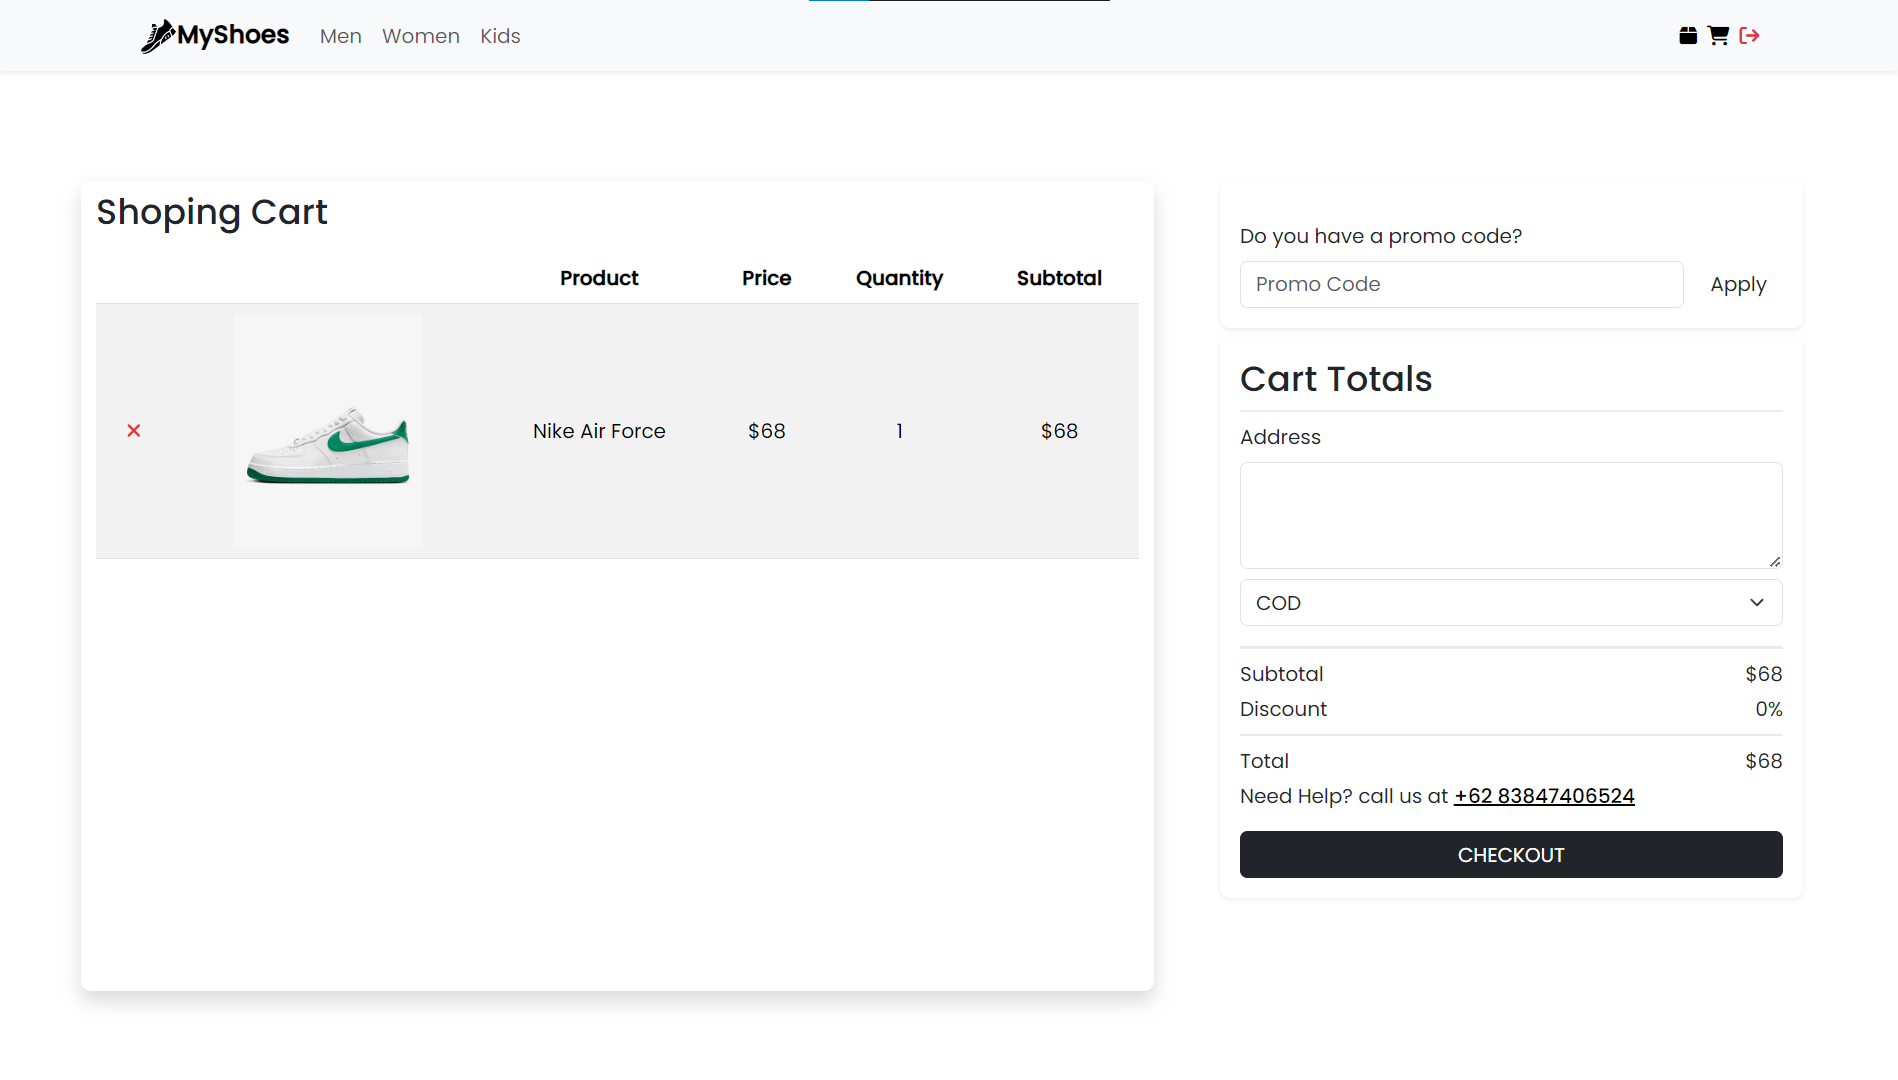 MyShoes Men Women Kids
Shoping Cart
Product Price Quantity Subtotal
Nike Air Force $68 1 $68
Do you have a promo code?
Promo Code Apply
Cart Totals
Address
COD
Subtotal $68
Discount 0%
Total $68
Need Help? call us at +62 83847406524
CHECKOUT